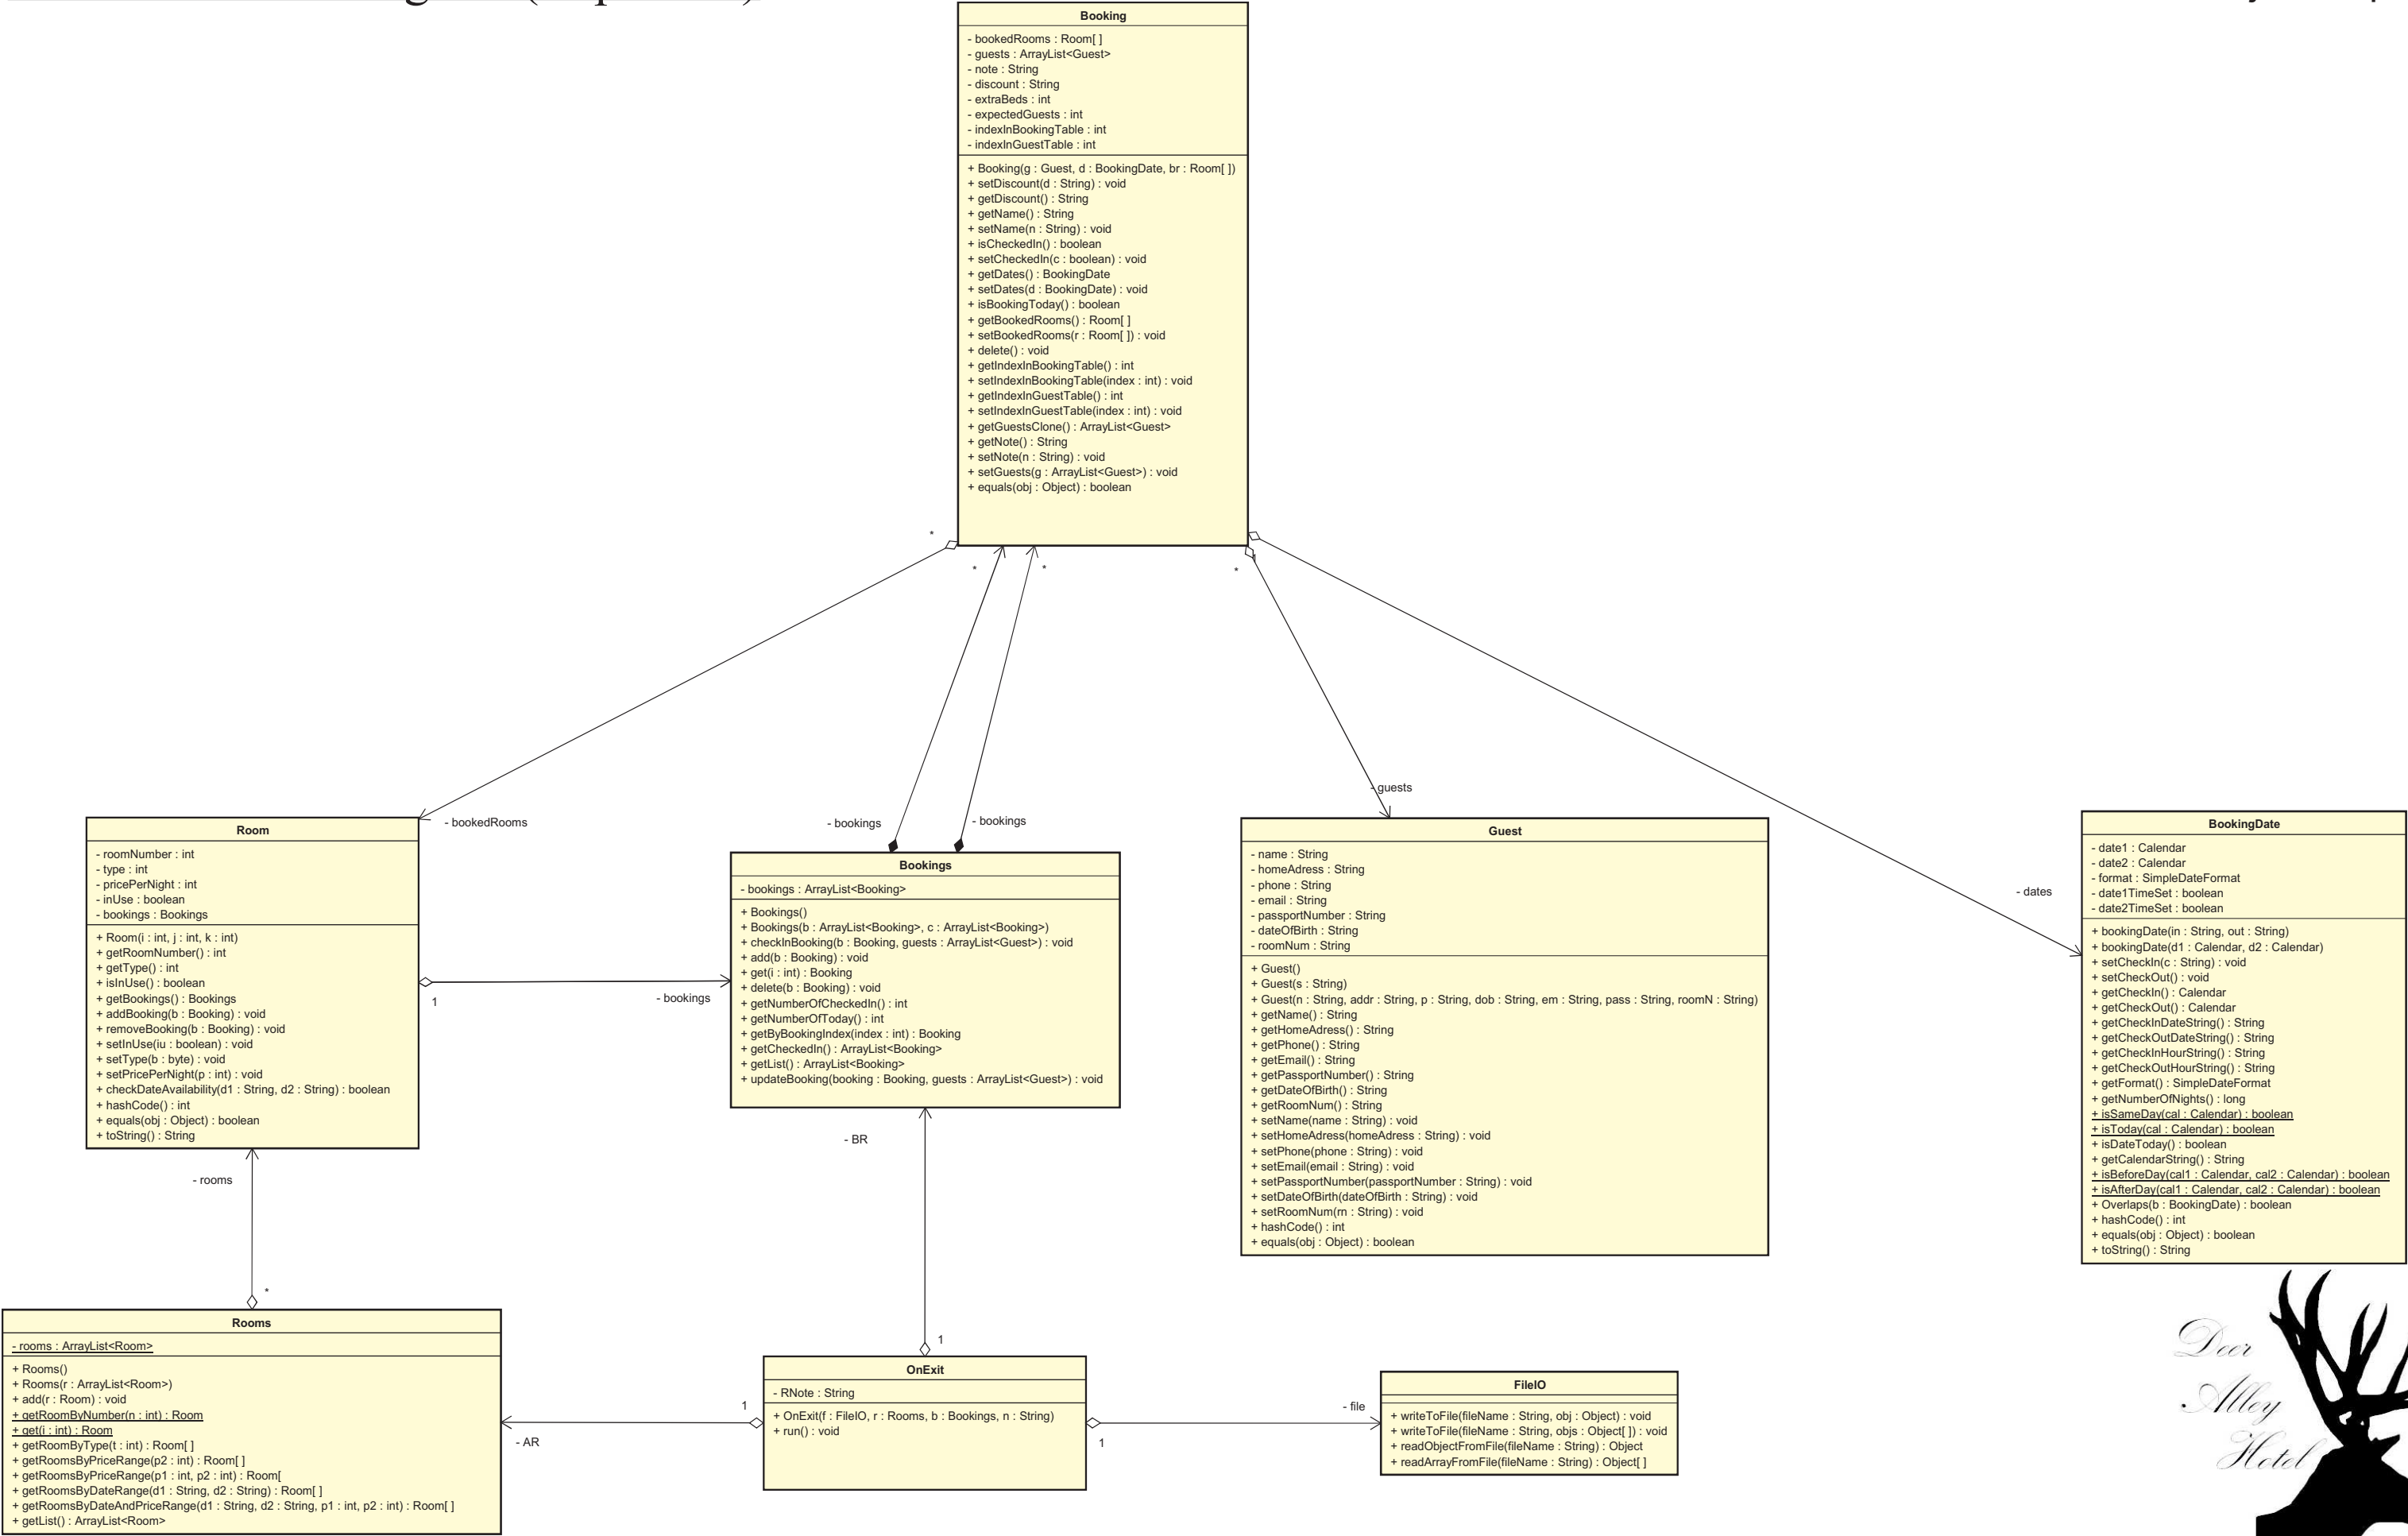 Booking
- bookedRooms : Room[ ]
- guests : ArrayList<Guest>
- note : String
- discount : String
- extraBeds : int
- expectedGuests : int
- indexInBookingTable : int
- indexInGuestTable : int
+ Booking(g : Guest, d : BookingDate, br : Room[ ])
+ setDiscount(d : String) : void
+ getDiscount() : String
+ getName() : String
+ setName(n : String) : void
+ isCheckedIn() : boolean
+ setCheckedIn(c : boolean) : void
+ getDates() : BookingDate
+ setDates(d : BookingDate) : void
+ isBookingToday() : boolean
+ getBookedRooms() : Room[ ]
+ setBookedRooms(r : Room[ ]) : void
+ delete() : void
+ getIndexInBookingTable() : int
+ setIndexInBookingTable(index : int) : void
+ getIndexInGuestTable() : int
+ setIndexInGuestTable(index : int) : void
+ getGuestsClone() : ArrayList<Guest>
+ getNote() : String
+ setNote(n : String) : void
+ setGuests(g : ArrayList<Guest>) : void
+ equals(obj : Object) : boolean
*
*
*
*
- bookedRooms
- bookings
- bookings
- guests
- dates
Room
- roomNumber : int
- type : int
- pricePerNight : int
- inUse : boolean
- bookings : Bookings
+ Room(i : int, j : int, k : int)
+ getRoomNumber() : int
+ getType() : int
+ isInUse() : boolean
+ getBookings() : Bookings
+ addBooking(b : Booking) : void
+ removeBooking(b : Booking) : void
+ setInUse(iu : boolean) : void
+ setType(b : byte) : void
+ setPricePerNight(p : int) : void
+ checkDateAvailability(d1 : String, d2 : String) : boolean
+ hashCode() : int
+ equals(obj : Object) : boolean
+ toString() : String
1
- bookings
Bookings
- bookings : ArrayList<Booking>
+ Bookings()
+ Bookings(b : ArrayList<Booking>, c : ArrayList<Booking>)
+ checkInBooking(b : Booking, guests : ArrayList<Guest>) : void
+ add(b : Booking) : void
+ get(i : int) : Booking
+ delete(b : Booking) : void
+ getNumberOfCheckedIn() : int
+ getNumberOfToday() : int
+ getByBookingIndex(index : int) : Booking
+ getCheckedIn() : ArrayList<Booking>
+ getList() : ArrayList<Booking>
+ updateBooking(booking : Booking, guests : ArrayList<Guest>) : void
Guest
- name : String
- homeAdress : String
- phone : String
- email : String
- passportNumber : String
- dateOfBirth : String
- roomNum : String
+ Guest()
+ Guest(s : String)
+ Guest(n : String, addr : String, p : String, dob : String, em : String, pass : String, roomN : String)
+ getName() : String
+ getHomeAdress() : String
+ getPhone() : String
+ getEmail() : String
+ getPassportNumber() : String
+ getDateOfBirth() : String
+ getRoomNum() : String
+ setName(name : String) : void
+ setHomeAdress(homeAdress : String) : void
+ setPhone(phone : String) : void
+ setEmail(email : String) : void
+ setPassportNumber(passportNumber : String) : void
+ setDateOfBirth(dateOfBirth : String) : void
+ setRoomNum(rn : String) : void
+ hashCode() : int
+ equals(obj : Object) : boolean
BookingDate
- date1 : Calendar
- date2 : Calendar
- format : SimpleDateFormat
- date1TimeSet : boolean
- date2TimeSet : boolean
+ bookingDate(in : String, out : String)
+ bookingDate(d1 : Calendar, d2 : Calendar)
+ setCheckIn(c : String) : void
+ setCheckOut() : void
+ getCheckIn() : Calendar
+ getCheckOut() : Calendar
+ getCheckInDateString() : String
+ getCheckOutDateString() : String
+ getCheckInHourString() : String
+ getCheckOutHourString() : String
+ getFormat() : SimpleDateFormat
+ getNumberOfNights() : long
+ isSameDay(cal : Calendar) : boolean
+ isToday(cal : Calendar) : boolean
+ isDateToday() : boolean
+ getCalendarString() : String
+ isBeforeDay(cal1 : Calendar, cal2 : Calendar) : boolean
+ isAfterDay(cal1 : Calendar, cal2 : Calendar) : boolean
+ Overlaps(b : BookingDate) : boolean
+ hashCode() : int
+ equals(obj : Object) : boolean
+ toString() : String
- rooms
*
- BR
1
Rooms
- rooms : ArrayList<Room>
+ Rooms()
+ Rooms(r : ArrayList<Room>)
+ add(r : Room) : void
+ getRoomByNumber(n : int) : Room
+ get(i : int) : Room
+ getRoomByType(t : int) : Room[ ]
+ getRoomsByPriceRange(p2 : int) : Room[ ]
+ getRoomsByPriceRange(p1 : int, p2 : int) : Room[
+ getRoomsByDateRange(d1 : String, d2 : String) : Room[ ]
+ getRoomsByDateAndPriceRange(d1 : String, d2 : String, p1 : int, p2 : int) : Room[ ]
+ getList() : ArrayList<Room>
1
- AR
OnExit
- RNote : String
+ OnExit(f : FileIO, r : Rooms, b : Bookings, n : String)
+ run() : void
1
- file
FileIO
+ writeToFile(fileName : String, obj : Object) : void
+ writeToFile(fileName : String, objs : Object[ ]) : void
+ readObjectFromFile(fileName : String) : Object
+ readArrayFromFile(fileName : String) : Object[ ]
Deer
Alley
Hotel